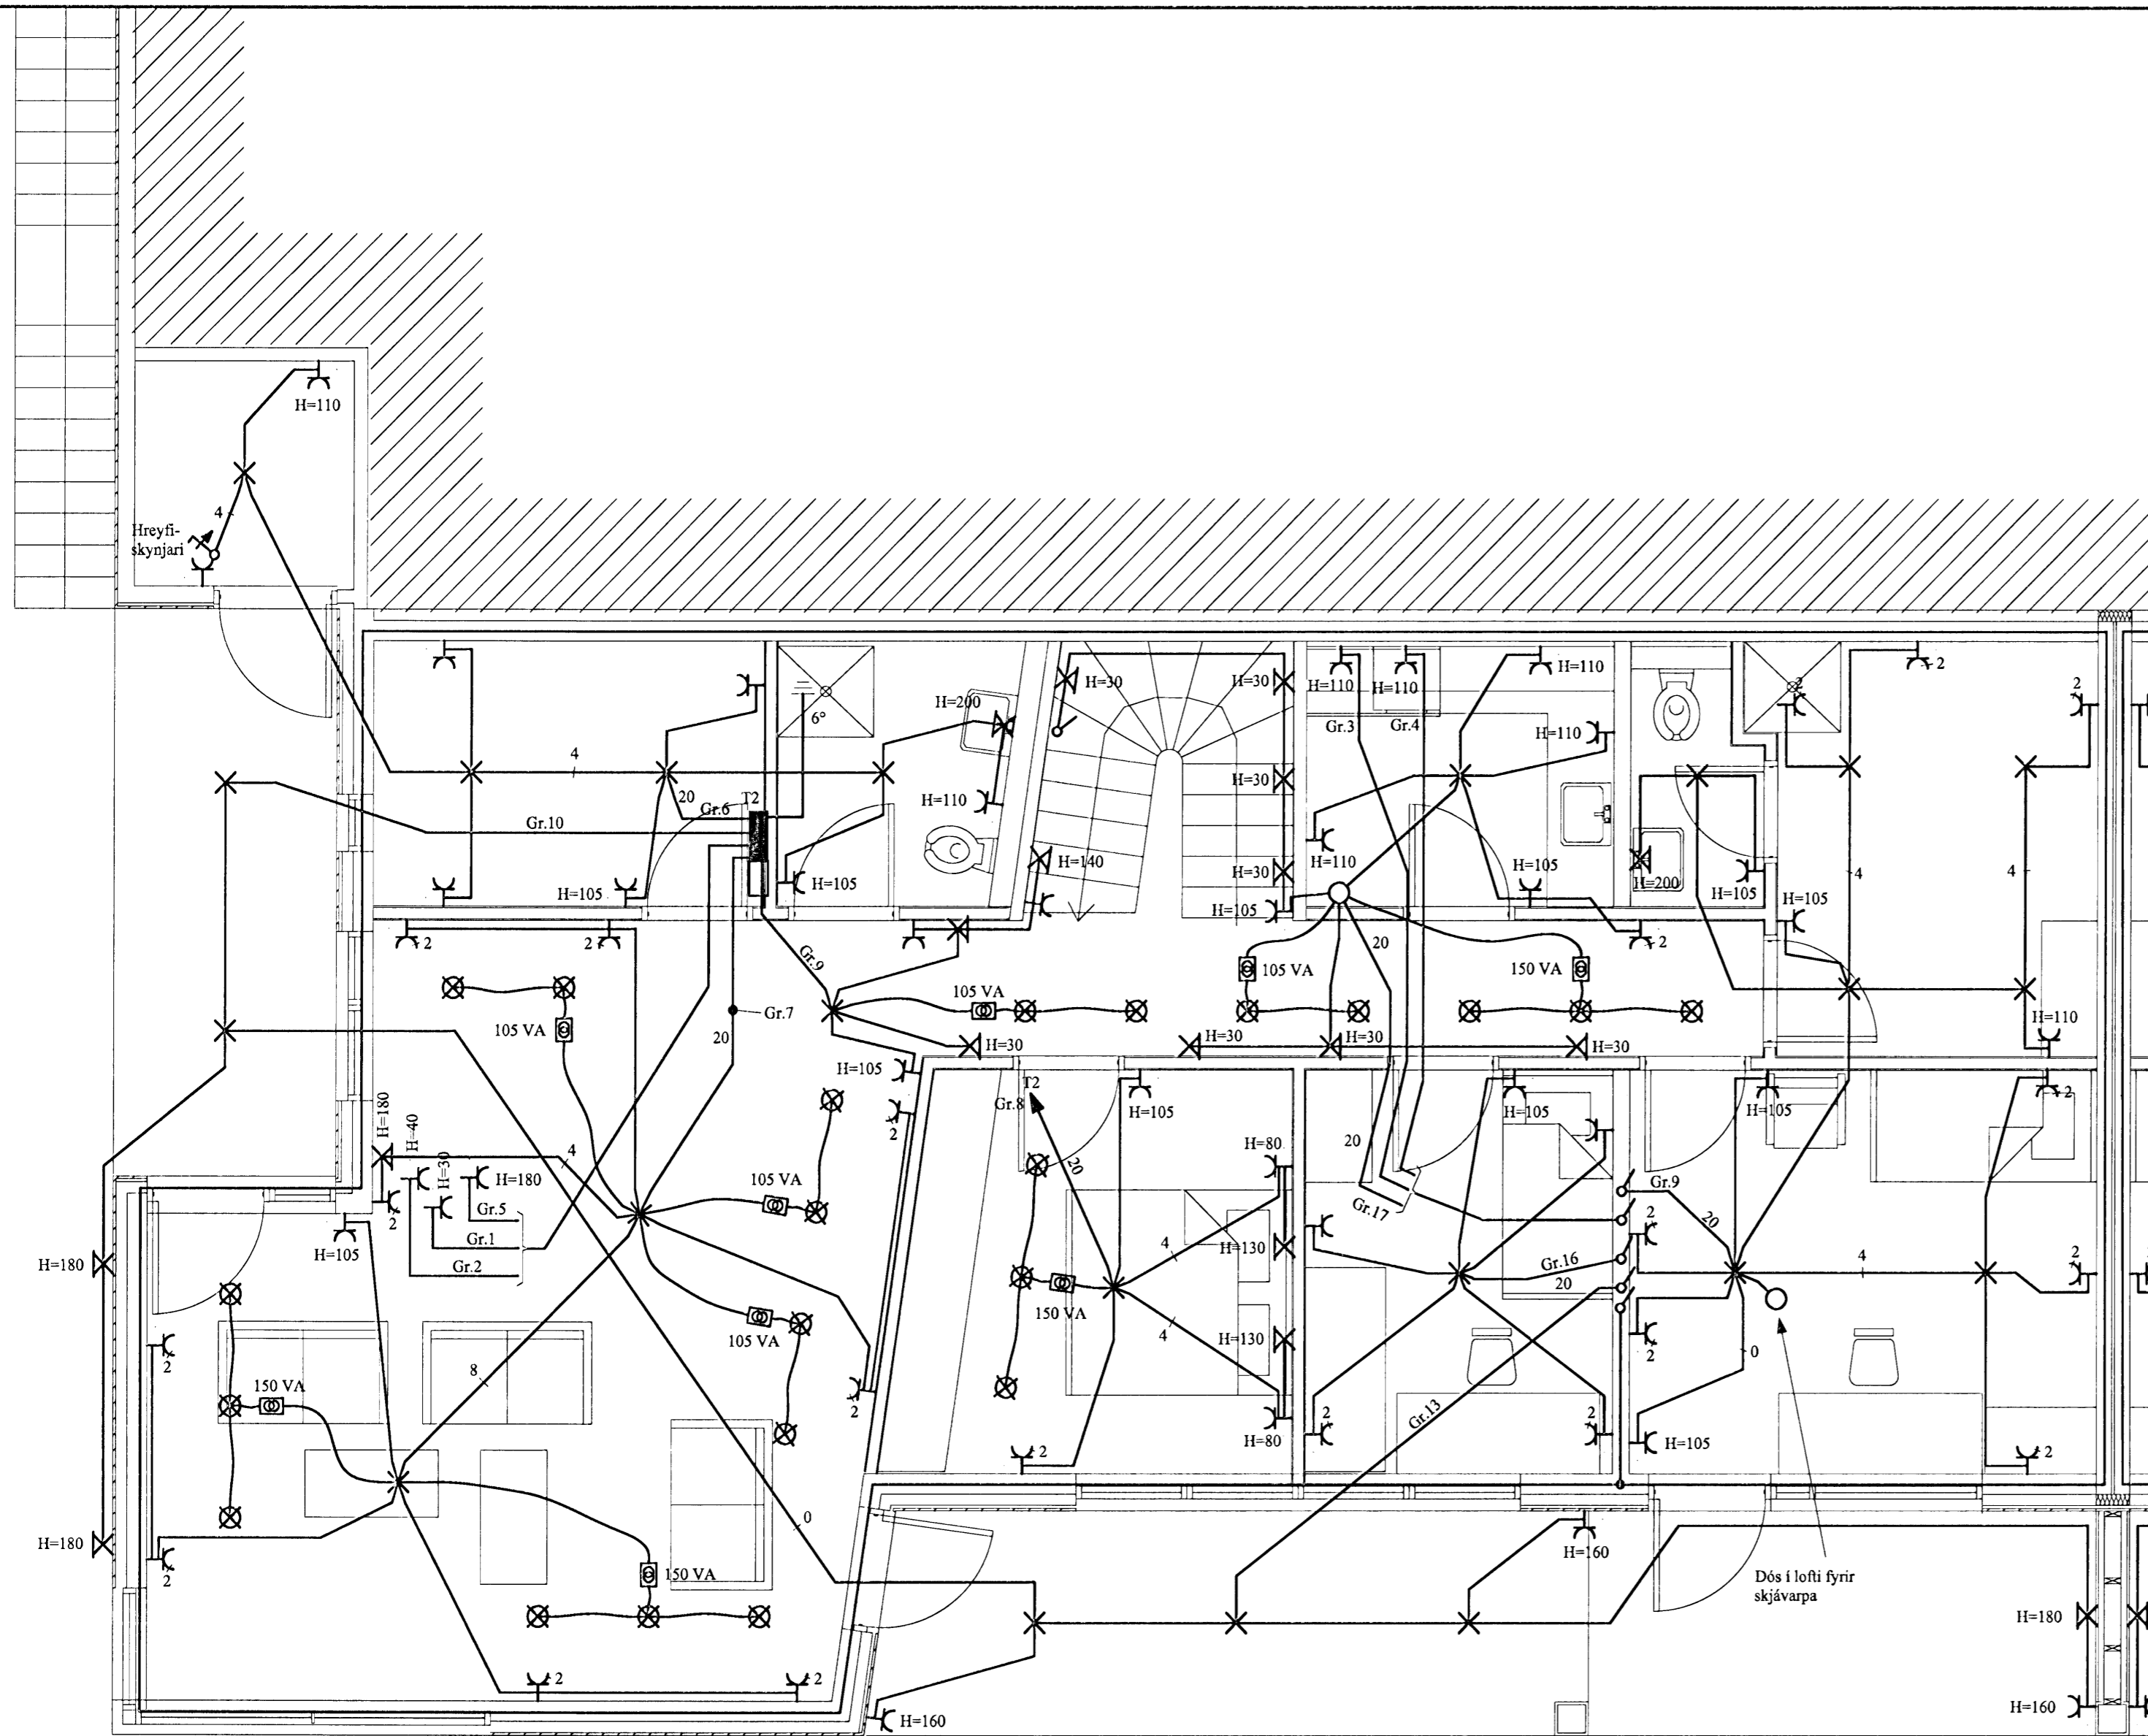 H=110
4
Hreyfi-
skynjari
H=30
H=30
H=110
H=110
H=110
2
2
2
6°
H=200
Gr.3
Gr.4
H=110
4
H=30
20
T2
Gr.6
H=110
Gr.10
H=140
H=110
H=105
H=200
H=105
4
4
H=105
H=105
H=30
H=105
H=105
2
2
20
2
Gr.9
105 VA
150 VA
105 VA
105 VA
Gr.7
20
H=30
H=30
H=30
H=30
H=110
H=105
T2
Gr.8
H=105
H=105
H=105
2
H=180
H=40
H=30
2
4
20
H=80
20
H=180
105 VA
Gr.9
2
Gr.5
Gr.17
20
2
H=105
Gr.1
4
H=130
Gr.16
4
2
H=180
Gr.2
20
150 VA
105 VA
4
H=130
2
0
2
8
150 VA
2
Gr.13
2
2
H=80
H=105
2
2
0
H=180
H=160
2
150 VA
Dós í lofti fyrir
skjávarpa
H=180
2
2
H=160
H=160